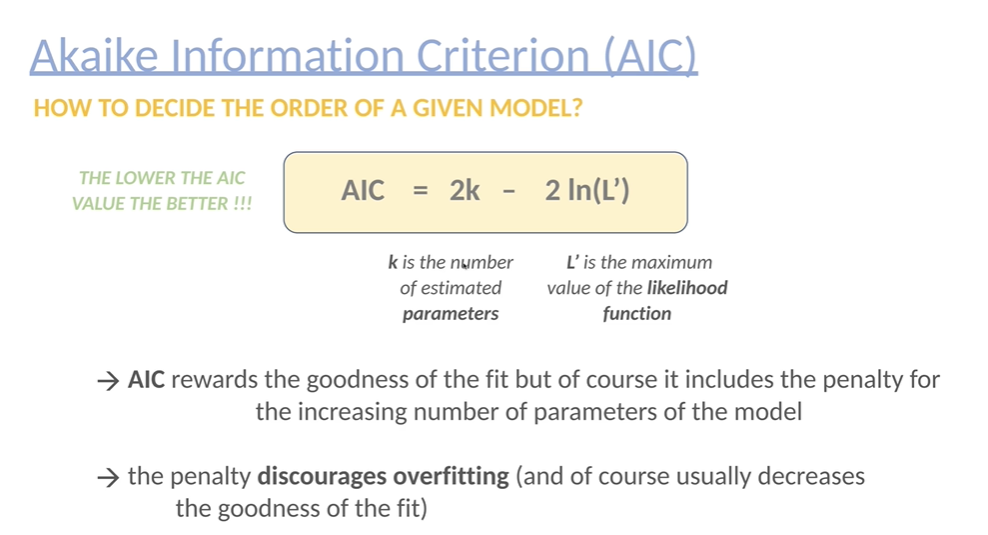 Akaike Information Criterion (AIC)
HOW TO DECIDE THE ORDER OF A GIVEN MODEL?
THE LOWER THE AIC
VALUE THE BETTER !!!
AIC = 2k – 2 ln(L’)
k is the number
of estimated
parameters
L’ is the maximum
value of the likelihood
function
→ AIC rewards the goodness of the fit but of course it includes the penalty for
the increasing number of parameters of the model
→ the penalty discourages overfitting (and of course usually decreases
the goodness of the fit)